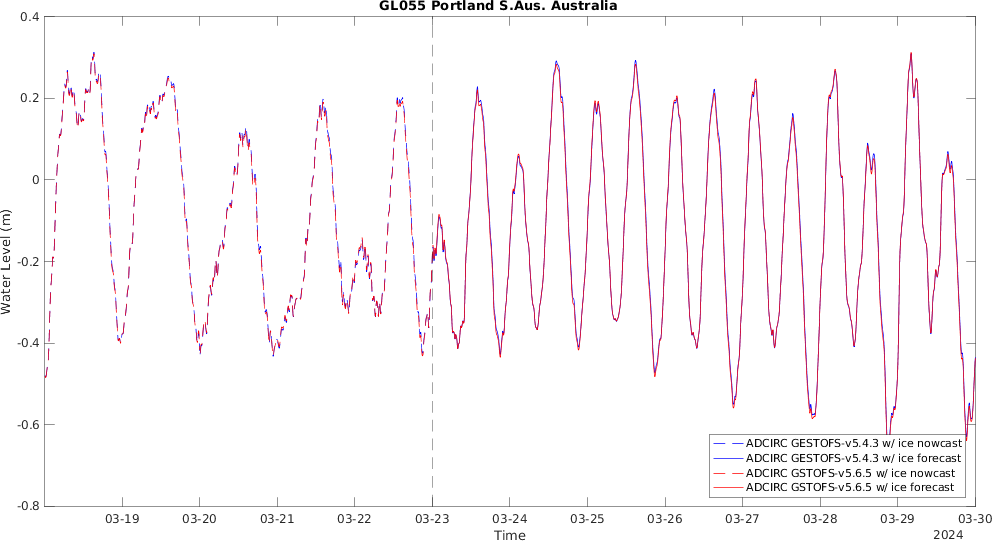 GL055 Portland S.Aus. Australia
0.4
0.2
0
-0.2
-0.4
-0.6
-0.8
Water Level (m)
ADCIRC GESTOFS-v5.4.3 w/ ice nowcast
ADCIRC GESTOFS-v5.4.3 w/ ice forecast
ADCIRC GSTOFS-v5.6.5 w/ ice nowcast
ADCIRC GSTOFS-v5.6.5 w/ ice forecast
03-19 03-20 03-21 03-22 03-23 03-24 03-25 03-26 03-27 03-28 03-29 03-30
Time
2024